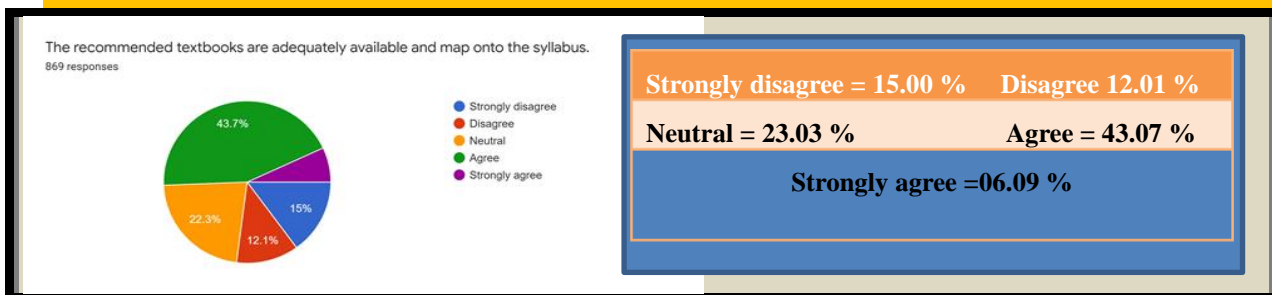 The recommended textbooks are adequately available and map onto the syllabus.
869 responses
43.7%
22.3%
12.1%
15%
Strongly disagree
Disagree
Neutral
Agree
Strongly agree
Strongly disagree = 15.00 % Disagree 12.01 %
Neutral = 23.03 % Agree = 43.07 %
Strongly agree =06.09 %